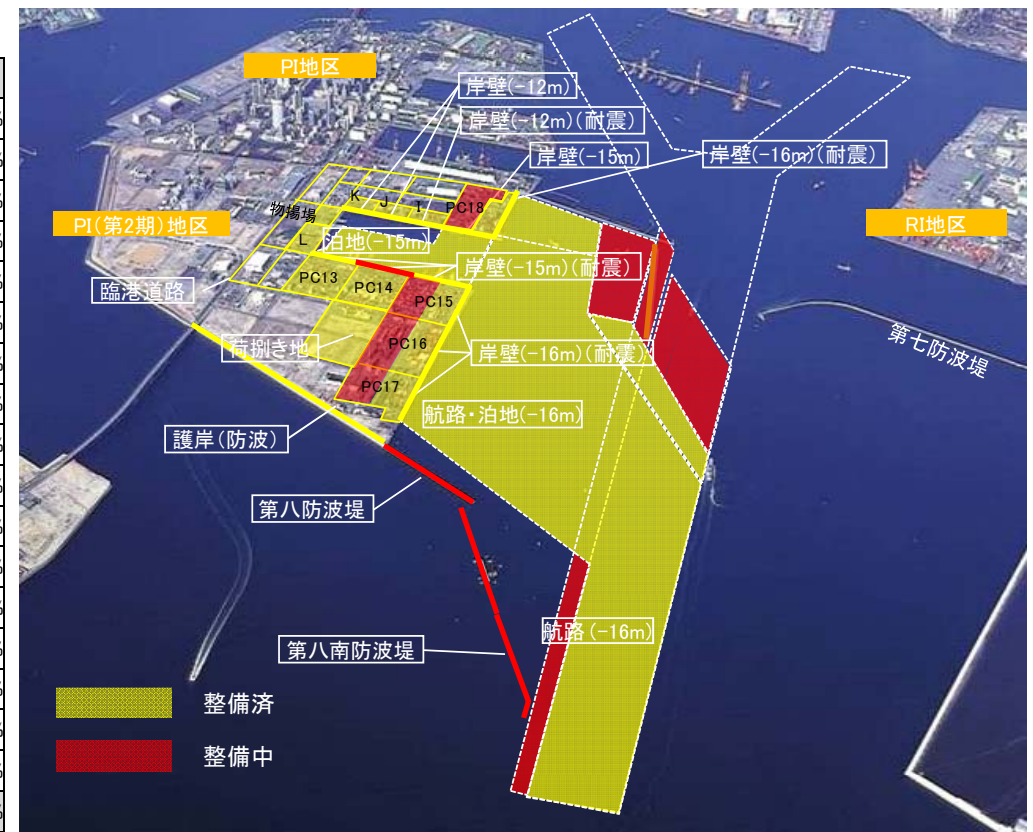 PI地区
岸壁(-12m)
岸壁(-12m)(耐震)
岸壁(-15m)
岸壁(-16m)(耐震)
K
J
I
PC18
物揚場
PI(第2期)地区
RI地区
L
泊地(-15m)
岸壁(-15m)(耐震)
PC13
PC14
PC15
臨港道路
荷捌き地
PC16
岸壁(-16m)(耐震)
第七防波堤
PC17
航路・泊地(-16m)
護岸(防波)
第八防波堤
航路(-16m)
第八南防波堤
整備済
整備中